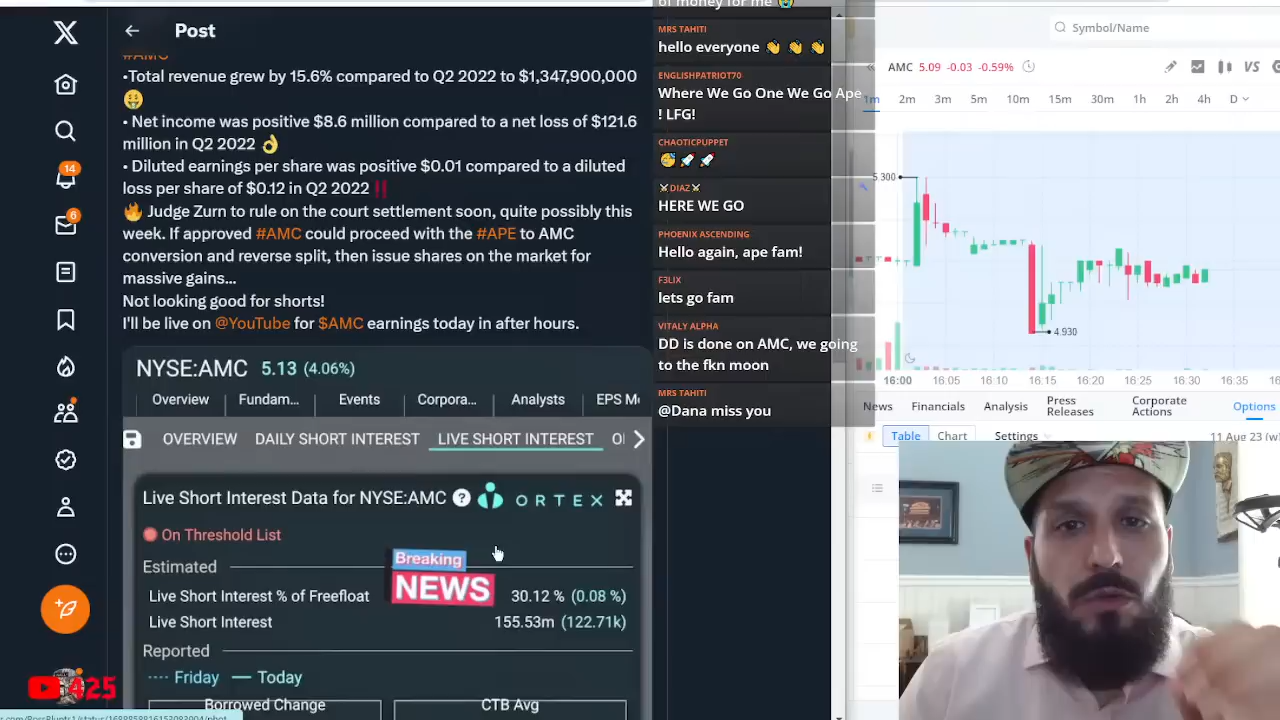 Post
#AMC
•Total revenue grew by 15.6% compared to Q2 2022 to $1,347,900,000
🤑
• Net income was positive $8.6 million compared to a net loss of $121.6
million in Q2 2022 👌
• Diluted earnings per share was positive $0.01 compared to a diluted
loss per share of $0.12 in Q2 2022 ‼️
🔥 Judge Zurn to rule on the court settlement soon, quite possibly this
week. If approved #AMC could proceed with the #APE to AMC
conversion and reverse split, then issue shares on the market for
massive gains...
Not looking good for shorts!
I'll be live on @YouTube for $AMC earnings today in after hours.
NYSE:AMC 5.13 (4.06%)
Overview Fundam... Events Corpora... Analysts EPS Mo
OVERVIEW DAILY SHORT INTEREST LIVE SHORT INTEREST
Live Short Interest Data for NYSE:AMC ? ORTEX
On Threshold List
Breaking
NEWS
Estimated
Live Short Interest % of Freefloat 30.12 % (0.08 %)
Live Short Interest 155.53m (122.71k)
Reported
Friday Today
Borrowed Change CTB Avg
14
6
425
of money for me 😭
MRS TAHITI
hello everyone 👏 👏 👏
ENGLISHPATRIOT70
Where We Go One We Go Ape
! LFG!
CHAOTICPUPPET
🥳 🚀 🚀
⚔DIAZ⚔
HERE WE GO
PHOENIX ASCENDING
Hello again, ape fam!
F3LIX
lets go fam
VITALY ALPHA
DD is done on AMC, we going
to the fkn moon
MRS TAHITI
@Dana miss you
Symbol/Name
AMC 5.09 -0.03 -0.59%
VS
1m 2m 3m 5m 10m 15m 30m 1h 2h 4h D
5.300
4.930
16:00 16:05 16:10 16:15 16:20 16:25 16:30 16:35
News Financials Analysis Press Releases Corporate Actions Options
Table Chart Settings 11 Aug 23 (w